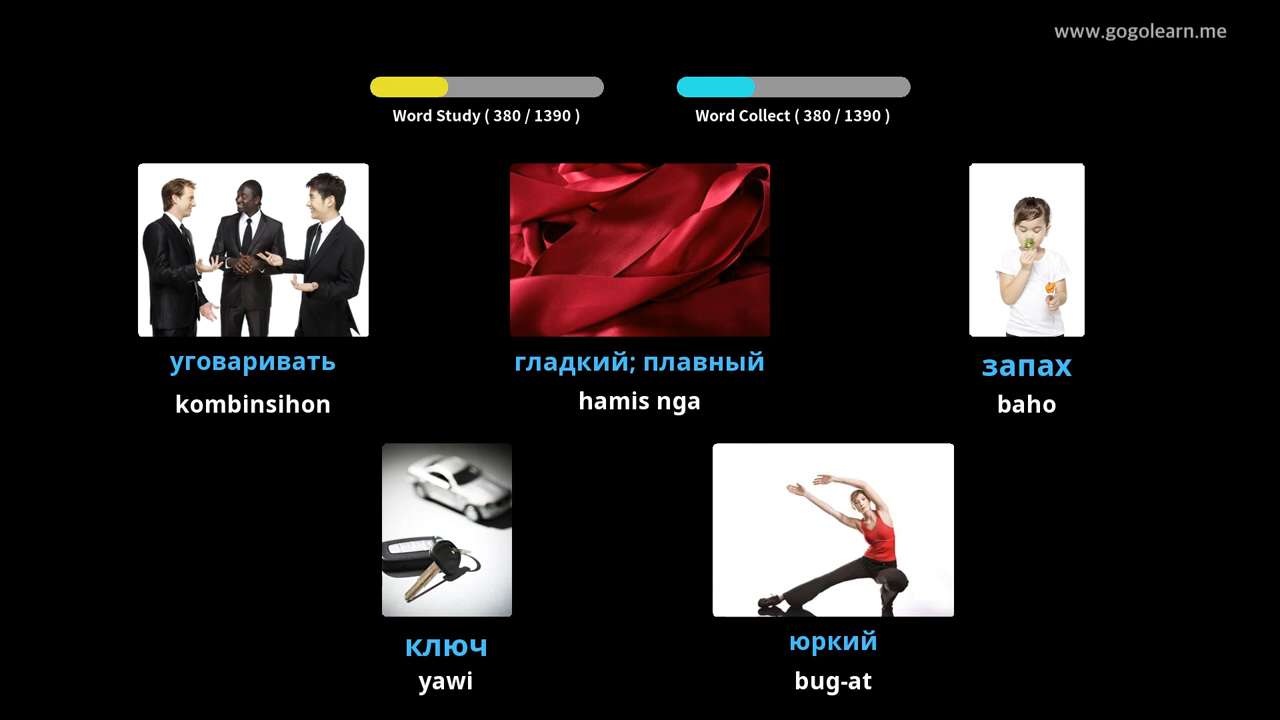 www.gogolearn.me
Word Study ( 380 / 1390 )
Word Collect ( 380 / 1390 )
уговаривать
kombinsihon
гладкий; плавный
hamis nga
запах
baho
ключ
yawi
юркий
bug-at